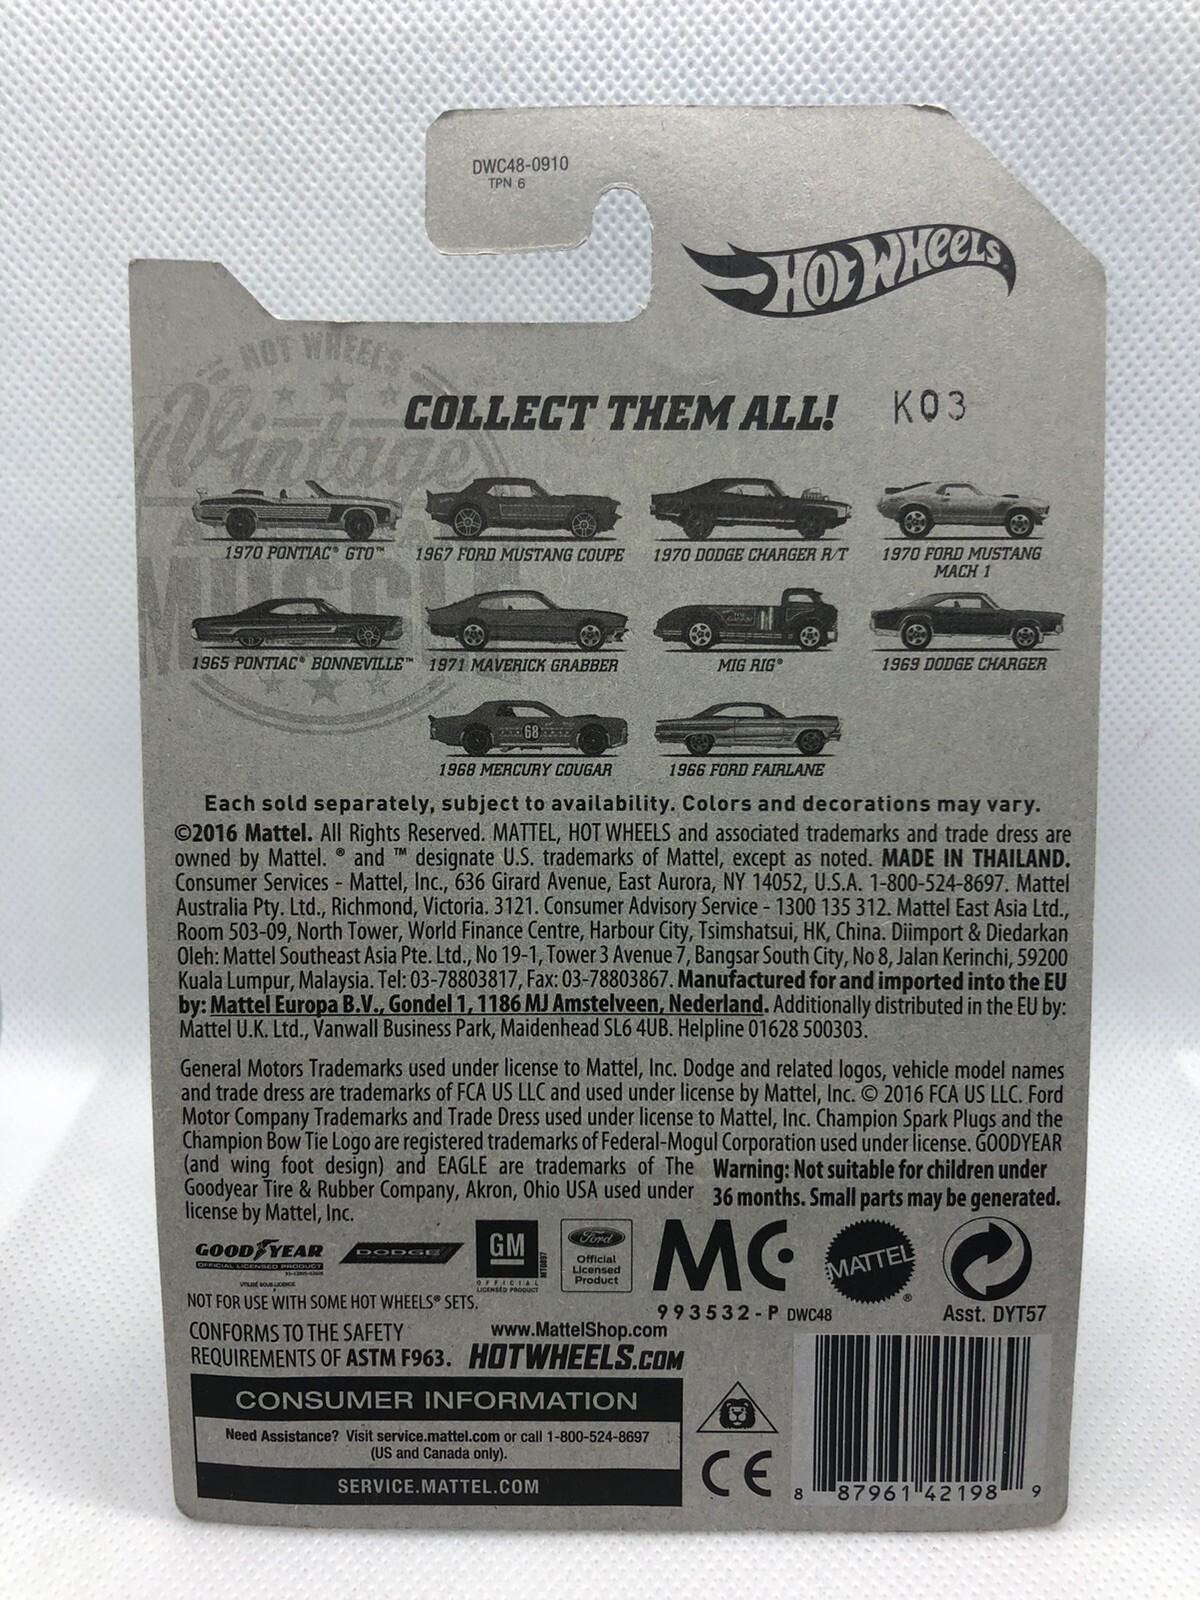 DWC48-0910
TPN 6
HOT WHEELS
HOT WHEELS
Vintage
COLLECT THEM ALL!
K03
1970 PONTIAC® GTO™
1967 FORD MUSTANG COUPE
1970 DODGE CHARGER R/T
1970 FORD MUSTANG
MACH 1
1965 PONTIAC® BONNEVILLE™
1971 MAVERICK GRABBER
MIG RIG®
1969 DODGE CHARGER
68
1968 MERCURY COUGAR
1966 FORD FAIRLANE
Each sold separately, subject to availability. Colors and decorations may vary.
©2016 Mattel. All Rights Reserved. MATTEL, HOT WHEELS and associated trademarks and trade dress are
owned by Mattel. ® and ™ designate U.S. trademarks of Mattel, except as noted. MADE IN THAILAND.
Consumer Services - Mattel, Inc., 636 Girard Avenue, East Aurora, NY 14052, U.S.A. 1-800-524-8697. Mattel
Australia Pty. Ltd., Richmond, Victoria. 3121. Consumer Advisory Service - 1300 135 312. Mattel East Asia Ltd.,
Room 503-09, North Tower, World Finance Centre, Harbour City, Tsimshatsui, HK, China. Diimport & Diedarkan
Oleh: Mattel Southeast Asia Pte. Ltd., No 19-1, Tower 3 Avenue 7, Bangsar South City, No 8, Jalan Kerinchi, 59200
Kuala Lumpur, Malaysia. Tel: 03-78803817, Fax: 03-78803867. Manufactured for and imported into the EU
by: Mattel Europa B.V., Gondel 1, 1186 MJ Amstelveen, Nederland. Additionally distributed in the EU by:
Mattel U.K. Ltd., Vanwall Business Park, Maidenhead SL6 4UB. Helpline 01628 500303.
General Motors Trademarks used under license to Mattel, Inc. Dodge and related logos, vehicle model names
and trade dress are trademarks of FCA US LLC and used under license by Mattel, Inc. © 2016 FCA US LLC. Ford
Motor Company Trademarks and Trade Dress used under license to Mattel, Inc. Champion Spark Plugs and the
Champion Bow Tie Logo are registered trademarks of Federal-Mogul Corporation used under license. GOODYEAR
(and wing foot design) and EAGLE are trademarks of The
Goodyear Tire & Rubber Company, Akron, Ohio USA used under
license by Mattel, Inc.
Warning: Not suitable for children under
36 months. Small parts may be generated.
GOODYEAR
OFFICIAL LICENSED PRODUCT
UTILISÉ SOUS LICENCE
DODGE
GM
OFFICIAL
LICENSED PRODUCT
Ford
Official
Licensed
Product
MC
993532-P DWC48
MATTEL®
Asst. DYT57
NOT FOR USE WITH SOME HOT WHEELS® SETS.
CONFORMS TO THE SAFETY
REQUIREMENTS OF ASTM F963.
www.MattelShop.com
HOTWHEELS.COM
CONSUMER INFORMATION
Need Assistance? Visit service.mattel.com or call 1-800-524-8697
(US and Canada only).
SERVICE.MATTEL.COM
CE
8 87961 42198 9